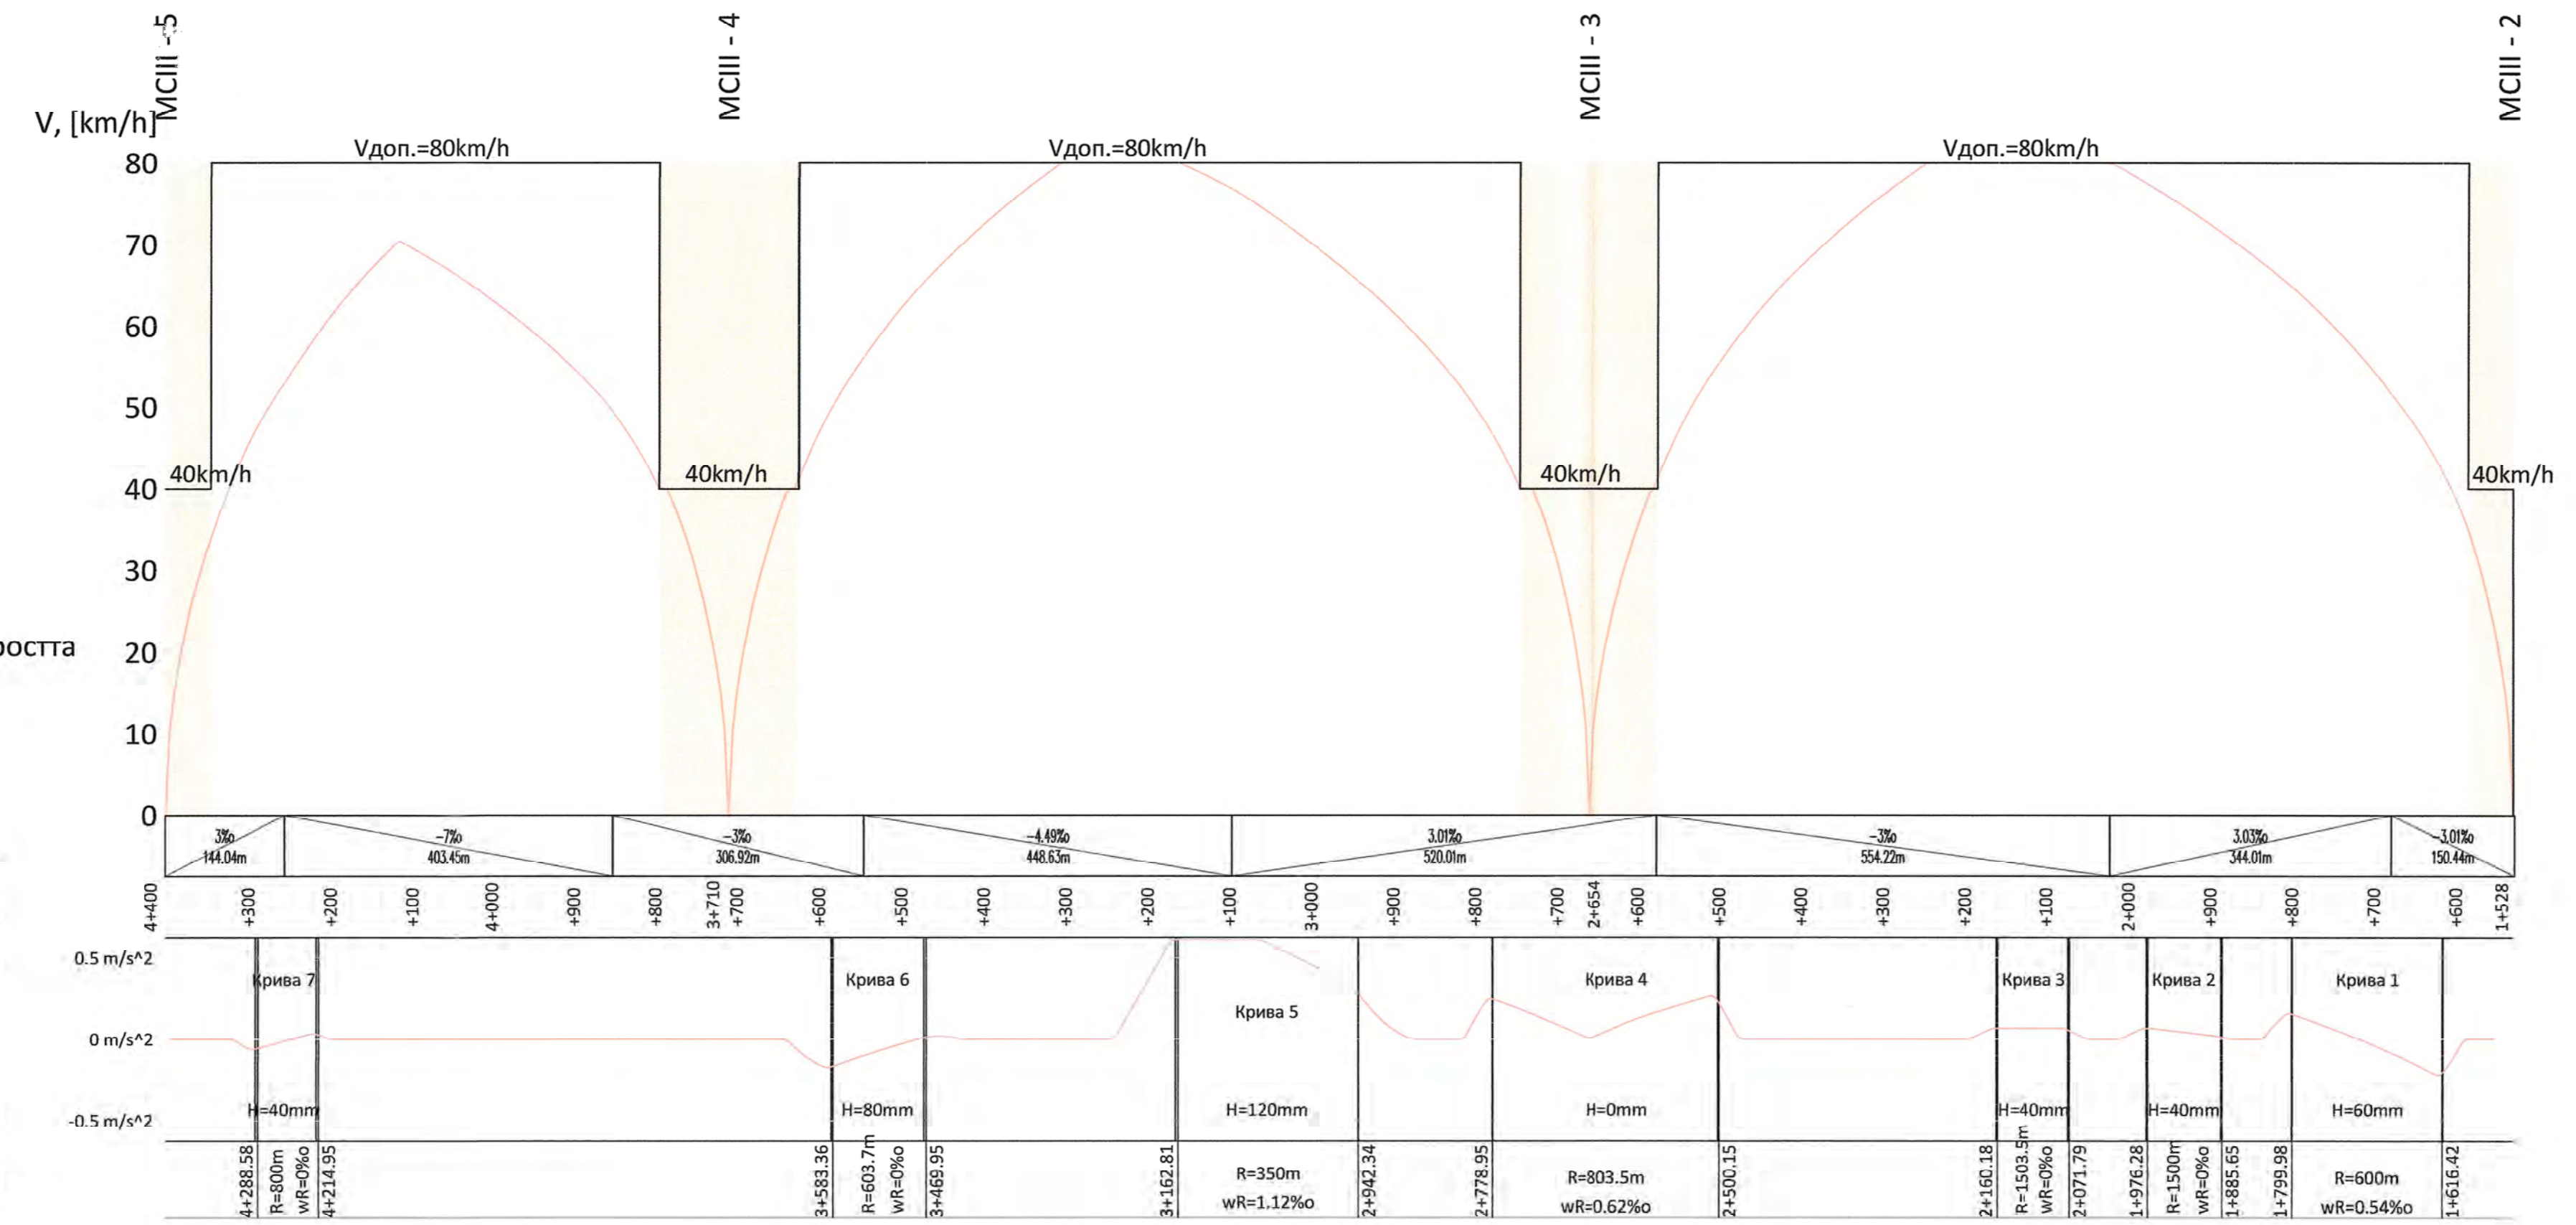 МСІІІ - 5
МСІІІ - 4
МСІІІ - 3
МСІІІ - 2
V, [km/h]
Vдоп.=80km/h
Vдоп.=80km/h
Vдоп.=80km/h
80
70
60
50
40km/h
40km/h
40km/h
40km/h
40
30
20
ростта
10
0
3‰
-7‰
-3‰
-4.49‰
3.01‰
-3‰
3.03‰
-3.01‰
144.04m
403.45m
306.92m
448.63m
520.01m
554.22m
344.01m
150.44m
4+400
+300
+200
+100
4+000
+900
+800
3+710
+700
+600
+500
+400
+300
+200
+100
3+000
+900
+800
+700
2+654
+600
+500
+400
+300
+200
+100
2+000
+900
+800
+700
+600
1+528
0.5 m/s^2
Крива 7
Крива 6
Крива 5
Крива 4
Крива 3
Крива 2
Крива 1
0 m/s^2
-0.5 m/s^2
H=40mm
H=80mm
H=120mm
H=0mm
H=40mm
H=40mm
H=60mm
4+288.58
R=800m
wR=0%o
4+214.95
3+583.36
R=603.7m
wR=0%o
3+469.95
3+162.81
R=350m
wR=1,12%o
2+942.34
2+778.95
R=803.5m
wR=0.62%o
2+500.15
2+160.18
R=1503.5m
wR=0%o
2+071.79
1+976.28
R=1500m
wR=0%o
1+885.65
1+799.98
R=600m
wR=0.54%o
1+616.42